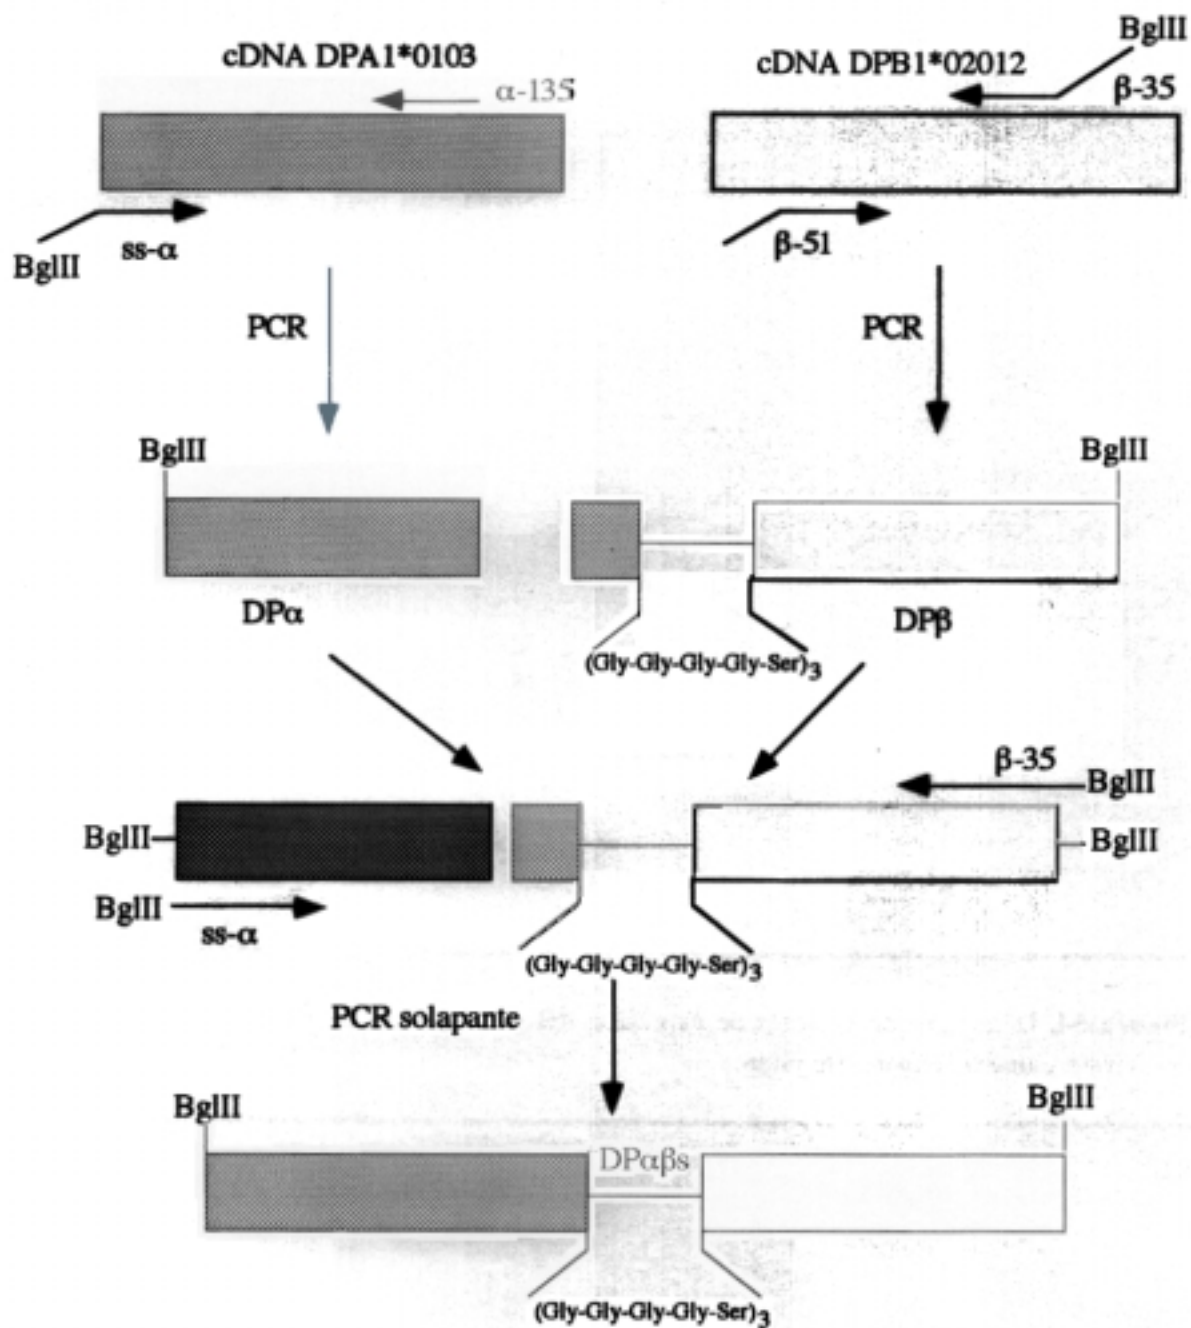 BglII
cDNA DPA1*0103
cDNA DPB1*02012
α-135
β-35
ss-α
BglII
β-51
PCR
PCR
BglII
BglII
DPα
DPβ
(Gly-Gly-Gly-Gly-Ser)3
β-35
BglII
BglII
BglII
BglII
ss-α
(Gly-Gly-Gly-Gly-Ser)3
PCR solapante
BglII
BglII
DPαβs
(Gly-Gly-Gly-Gly-Ser)3